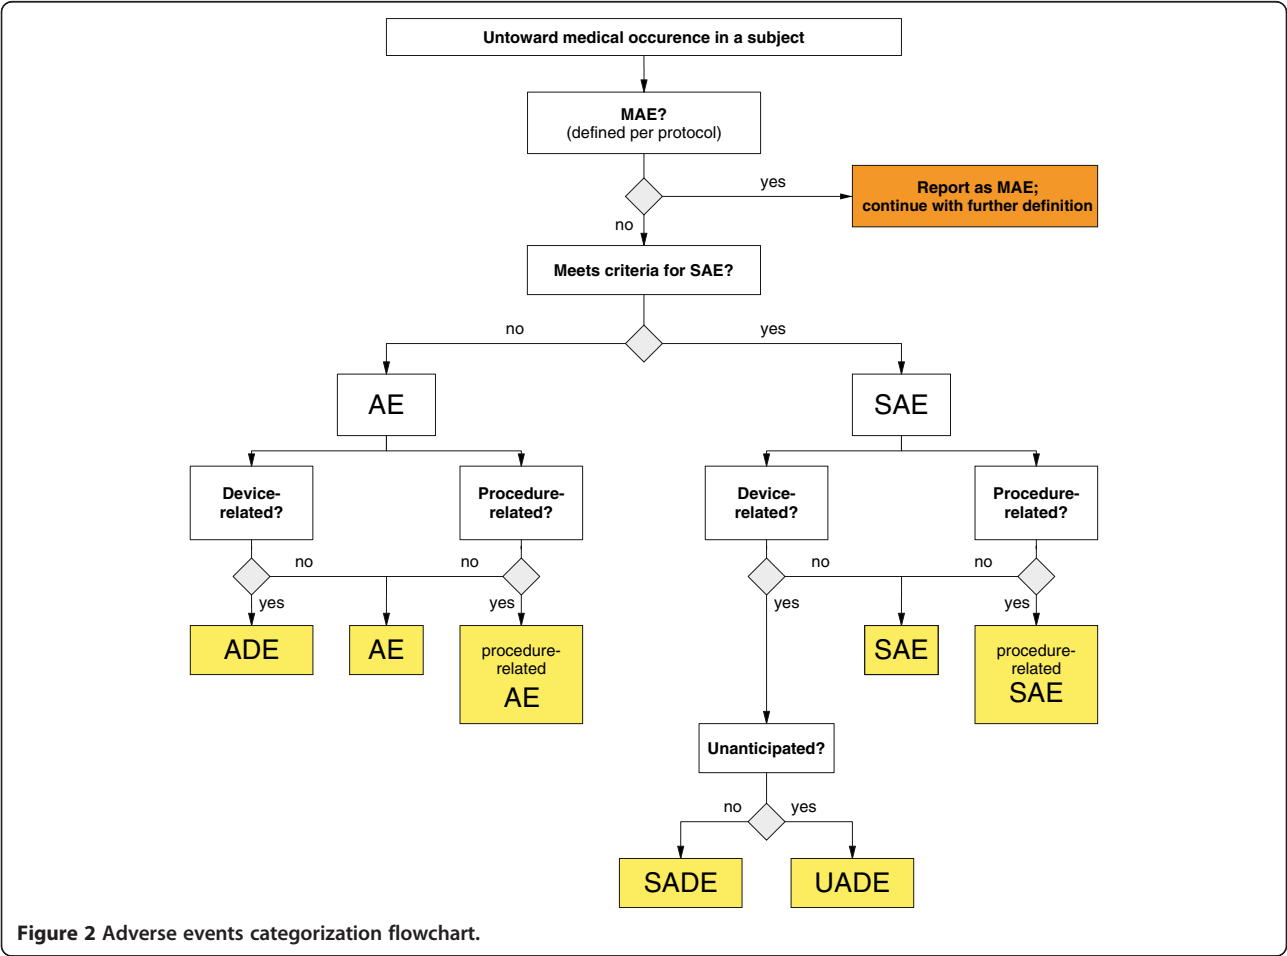 Untoward medical occurence in a subject
MAE?
(defined per protocol)
yes
Report as MAE;
continue with further definition
no
Meets criteria for SAE?
no
yes
AE
SAE
Device-
related?
Procedure-
related?
Device-
related?
Procedure-
related?
no
no
yes
yes
no
no
yes
yes
ADE
AE
procedure-
related
AE
SAE
procedure-
related
SAE
Unanticipated?
no
yes
SADE
UADE
Figure 2 Adverse events categorization flowchart.